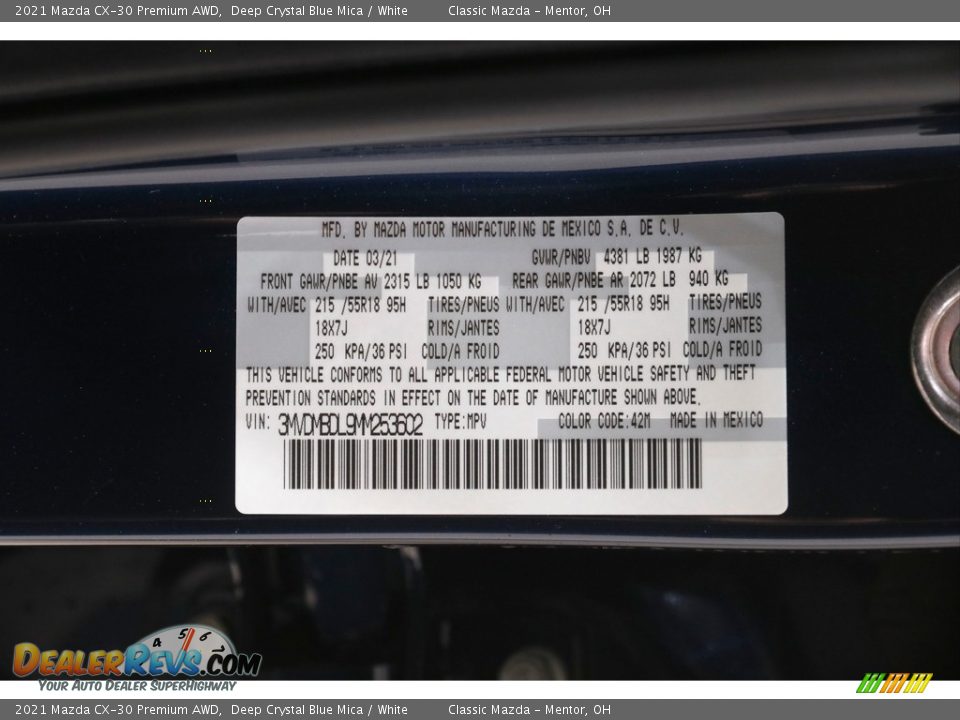 2021 Mazda CX-30 Premium AWD, Deep Crystal Blue Mica / White Classic Mazda - Mentor, OH
MFD. BY MAZDA MOTOR MANUFACTURING DE MEXICO S.A. DE C.V.
DATE 03/21 GVWR/PNBV 4381 LB 1987 KG
FRONT GAWR/PNBE AV 2315 LB 1050 KG REAR GAWR/PNBE AR 2072 LB 940 KG
WITH/AVEC 215 /55R18 95H TIRES/PNEUS WITH/AVEC 215 /55R18 95H TIRES/PNEUS
18X7J RIMS/JANTES 18X7J RIMS/JANTES
250 KPA/36 PSI COLD/A FROID 250 KPA/36 PSI COLD/A FROID
THIS VEHICLE CONFORMS TO ALL APPLICABLE FEDERAL MOTOR VEHICLE SAFETY AND THEFT
PREVENTION STANDARDS IN EFFECT ON THE DATE OF MANUFACTURE SHOWN ABOVE.
VIN: 3MVDMBDL9MM253602 TYPE:MPV COLOR CODE:42M MADE IN MEXICO
4 5 6
DEALERREVS.COM
YOUR AUTO DEALER SUPERHIGHWAY
2021 Mazda CX-30 Premium AWD, Deep Crystal Blue Mica / White Classic Mazda - Mentor, OH